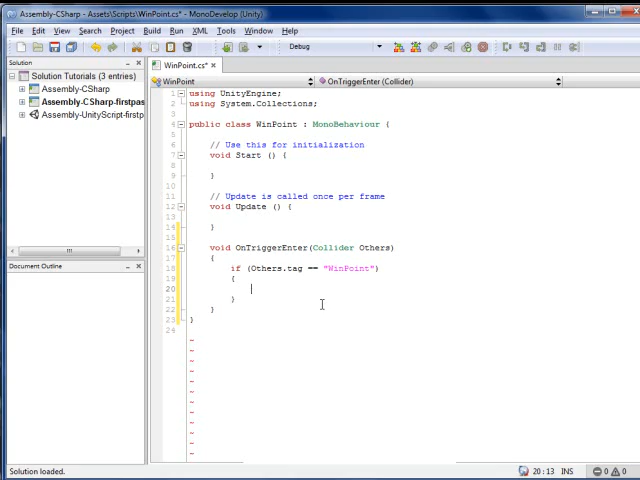 Assembly-CSharp - Assets\Scripts\WinPoint.cs* - MonoDevelop (Unity)
File Edit View Search Project Build Run XML Tools Window Help
Debug
Solution
Solution Tutorials (3 entries)
Assembly-CSharp
Assembly-CSharp-firstpas
Assembly-UnityScript-firstp
Document Outline
WinPoint.cs*
WinPoint
OnTriggerEnter (Collider)
1 using UnityEngine;
2 using System.Collections;
3
4 public class WinPoint : MonoBehaviour {
5
6 // Use this for initialization
7 void Start () {
8
9 }
10
11 // Update is called once per frame
12 void Update () {
13
14 }
15
16 void OnTriggerEnter(Collider Others)
17 {
18 if (Others.tag == "WinPoint")
19 {
20
21 }
22 }
23 }
24
~
~
~
~
~
~
~
~
~
~
~
~
Solution loaded.
20 : 13 INS
0 0